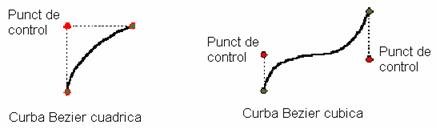 Punct de
control
Punct de
control
Punct de
control
Curba Bezier cuadrica
Curba Bezier cubica